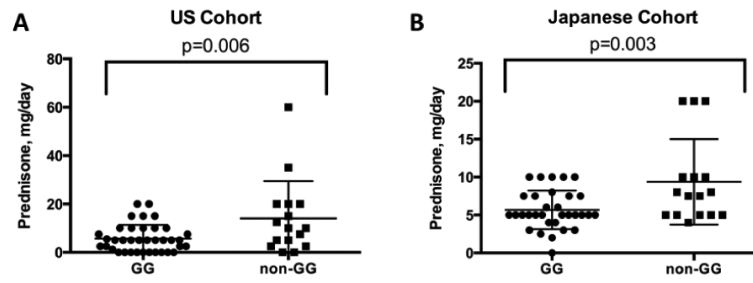 A
US Cohort
p=0.006
Prednisone, mg/day
80
60
40
20
0
GG
non-GG
B
Japanese Cohort
p=0.003
Prednisone, mg/day
25
20
15
10
5
0
GG
non-GG